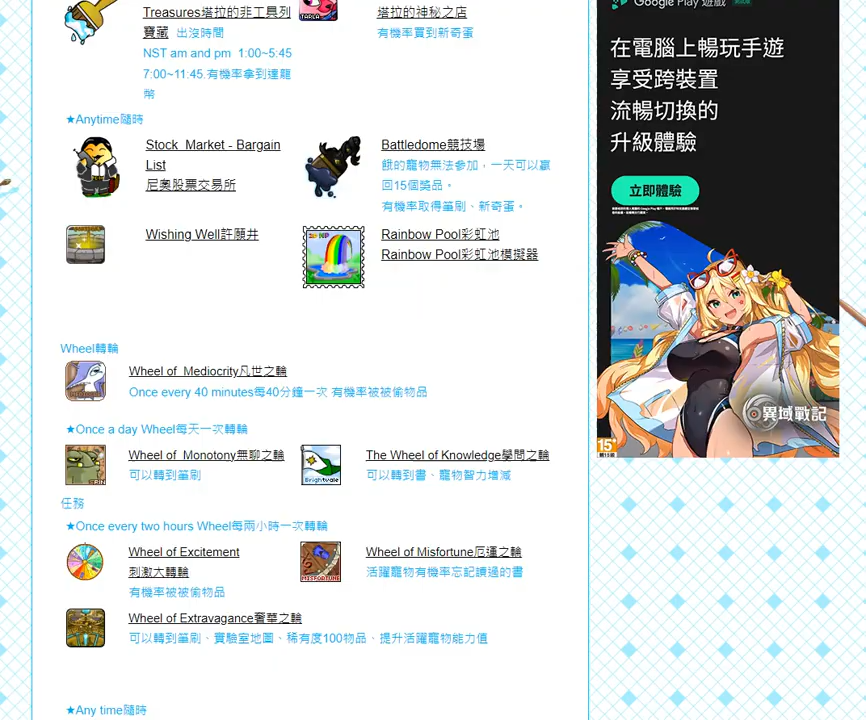 Treasures塔拉的非工具列
寶藏 出沒時間
NST am and pm 1:00~5:45
7:00~11:45.有機率拿到運龍
幣
塔拉的神秘之店
有機率買到新奇蛋
★Anytime隨時
Stock Market - Bargain
List
尼奧股票交易所
Battledome競技場
餓的寵物無法參加，一天可以贏
回15個獎品。
有機率取得筆刷、新奇蛋。
Wishing Well許願井
Rainbow Pool彩虹池
Rainbow Pool彩虹池模擬器
Wheel轉輪
Wheel of Mediocrity凡世之輪
Once every 40 minutes每40分鐘一次 有機率被被偷物品
★Once a day Wheel每天一次轉輪
Wheel of Monotony無聊之輪
可以轉到筆刷
Brightvale
The Wheel of Knowledge學問之輪
可以轉到書、寵物智力增減
任務
★Once every two hours Wheel每兩小時一次轉輪
Wheel of Excitement
刺激大轉輪
有機率被被偷物品
MISFORTUNE
Wheel of Misfortune厄運之輪
活躍寵物有機率忘記讀過的書
Wheel of Extravagance奢華之輪
可以轉到筆刷、實驗室地圖、稀有度100物品、提升活躍寵物能力值
★Any time隨時
Google Play 遊戲
在電腦上暢玩手遊
享受跨裝置
流暢切換的
升級體驗
立即體驗
異域戰記
15+